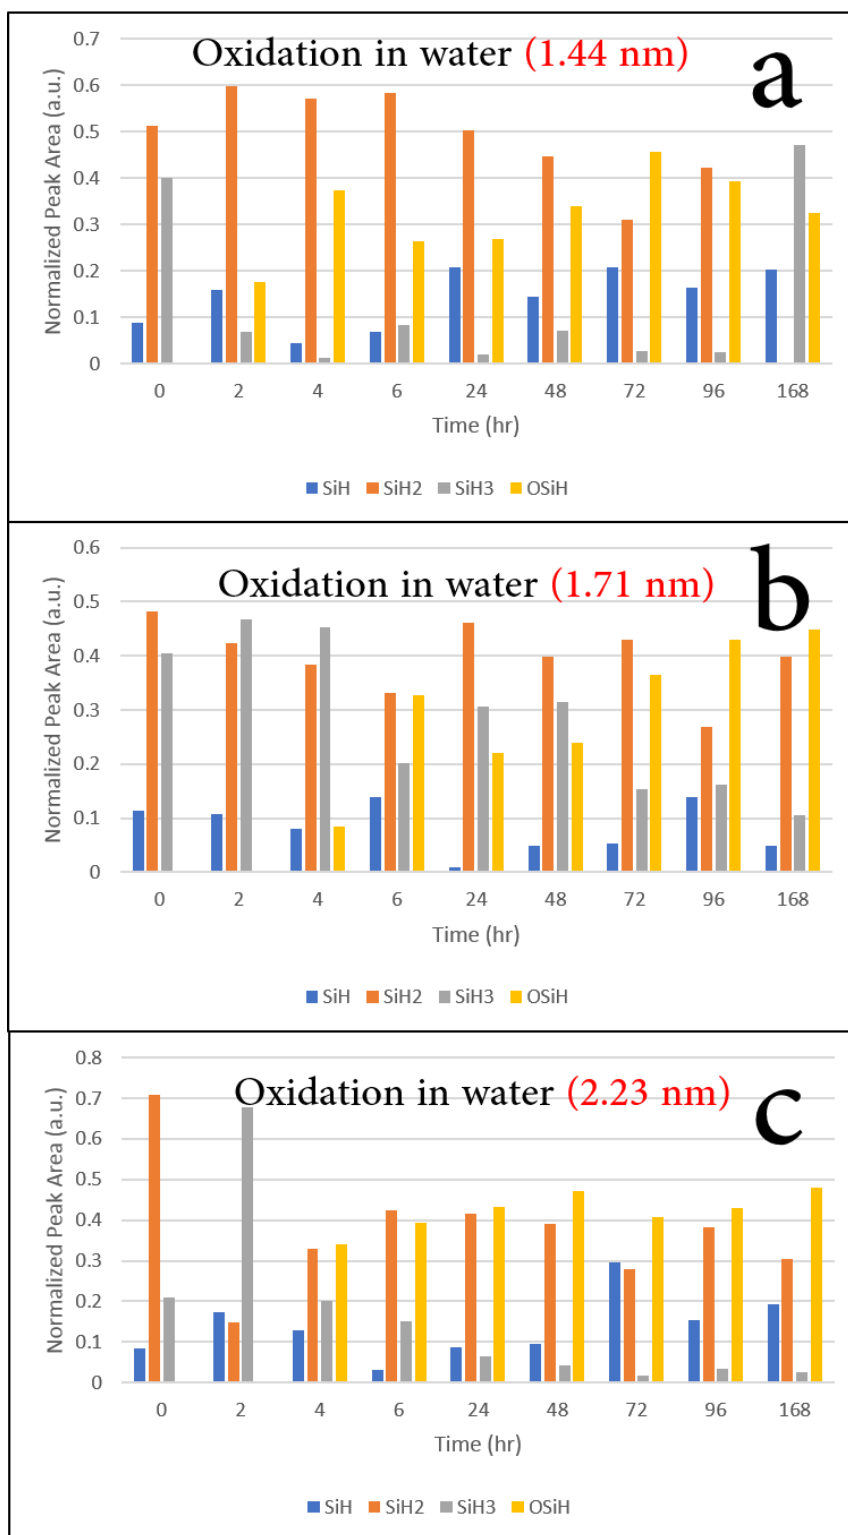 Oxidation in water (1.44 nm)
a
Normalized Peak Area (a.u.)
0.7
0.6
0.5
0.4
0.3
0.2
0.1
0
0 2 4 6 24 48 72 96 168
Time (hr)
SiH SiH2 SiH3 OSiH
Oxidation in water (1.71 nm)
b
Normalized Peak Area (a.u.)
0.6
0.5
0.4
0.3
0.2
0.1
0
0 2 4 6 24 48 72 96 168
Time (hr)
SiH SiH2 SiH3 OSiH
Oxidation in water (2.23 nm)
c
Normalized Peak Area (a.u.)
0.8
0.7
0.6
0.5
0.4
0.3
0.2
0.1
0
0 2 4 6 24 48 72 96 168
Time (hr)
SiH SiH2 SiH3 OSiH